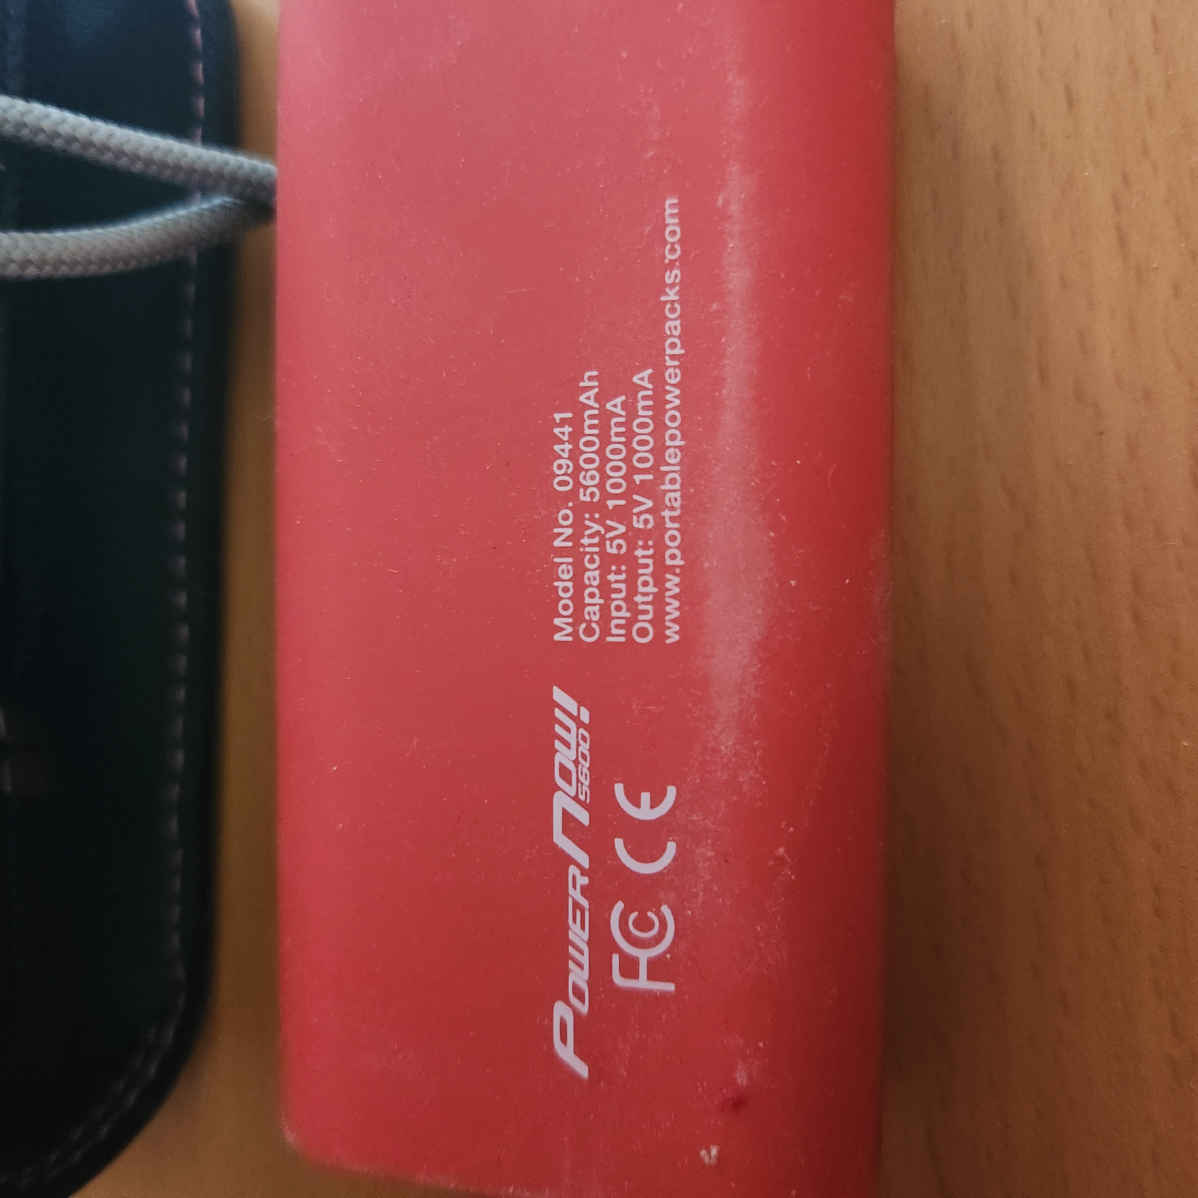 PowerNow!
5600
FC CE
Model No. 09441
Capacity: 5600mAh
Input: 5V 1000mA
Output: 5V 1000mA
www.portablepowerpacks.com